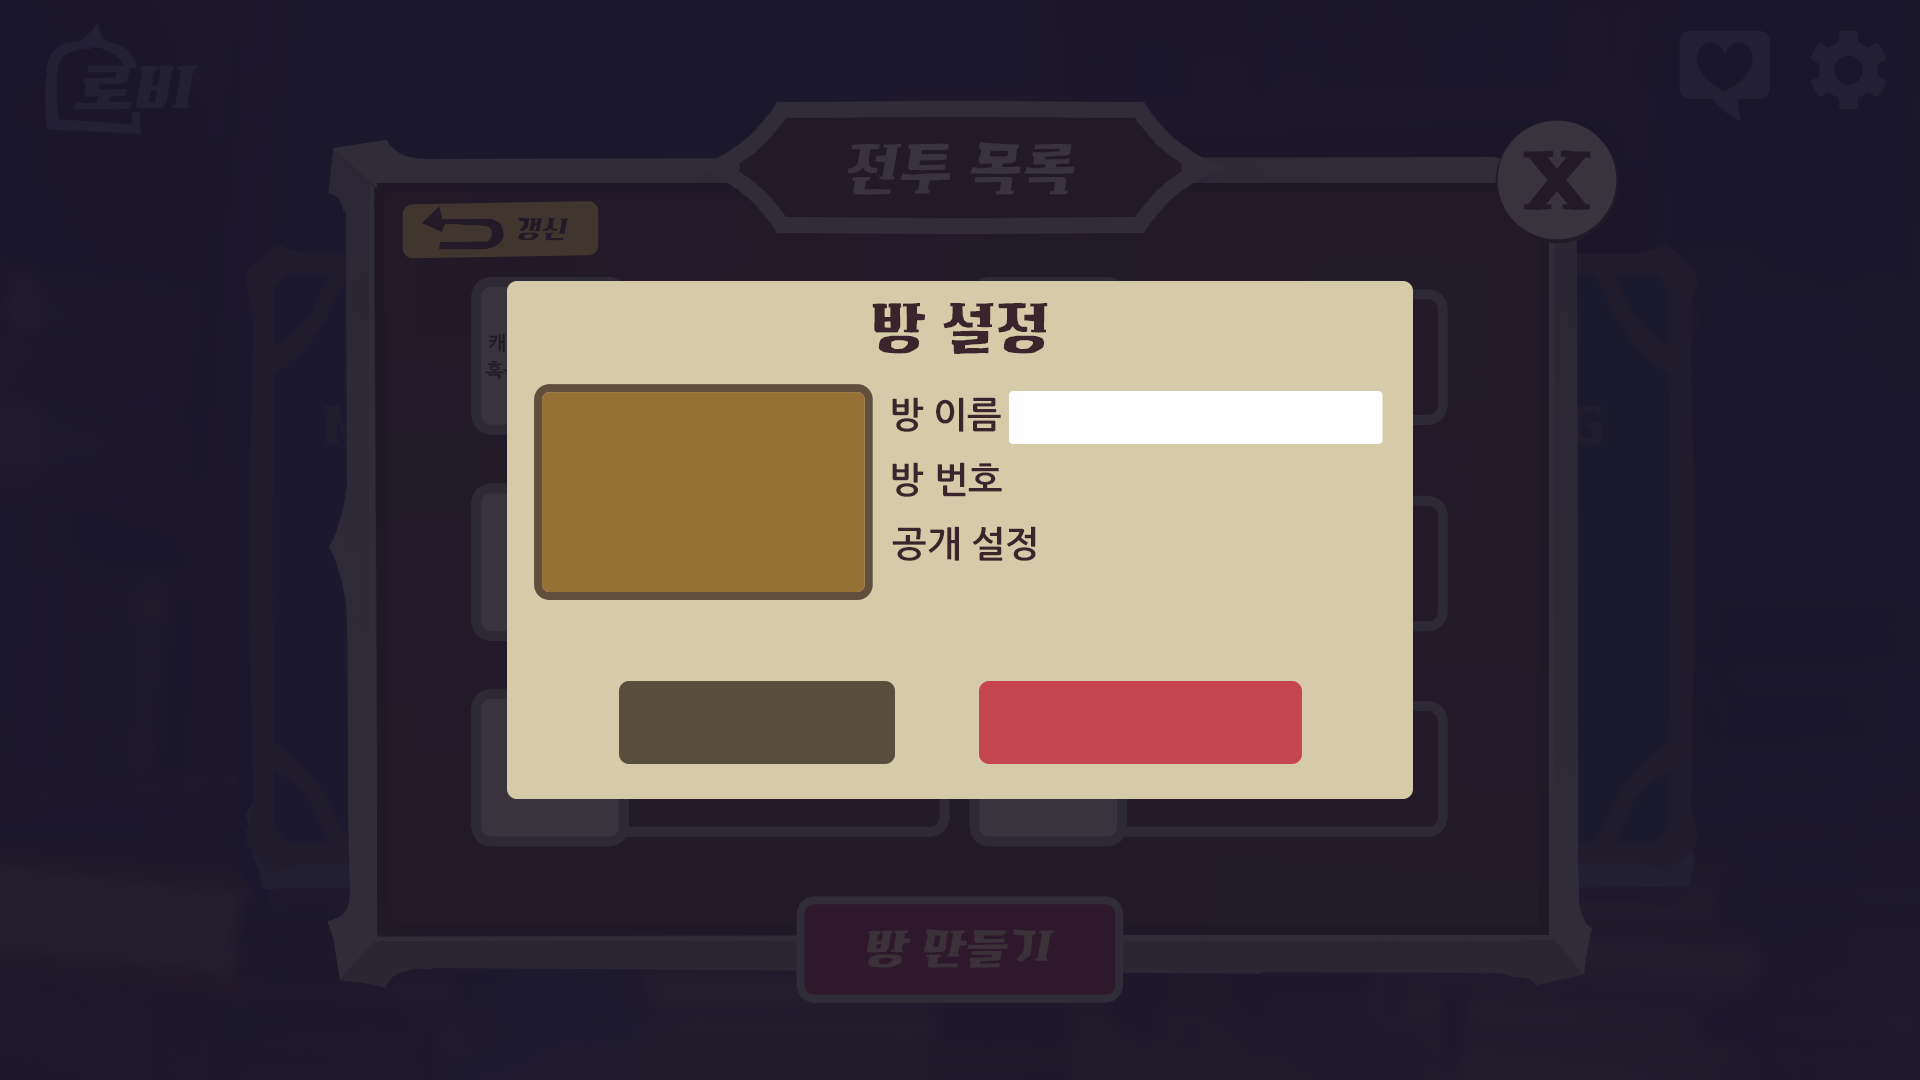 로비
전투 목록
X
갱신
방 설정
방 이름
방 번호
공개 설정
방 만들기